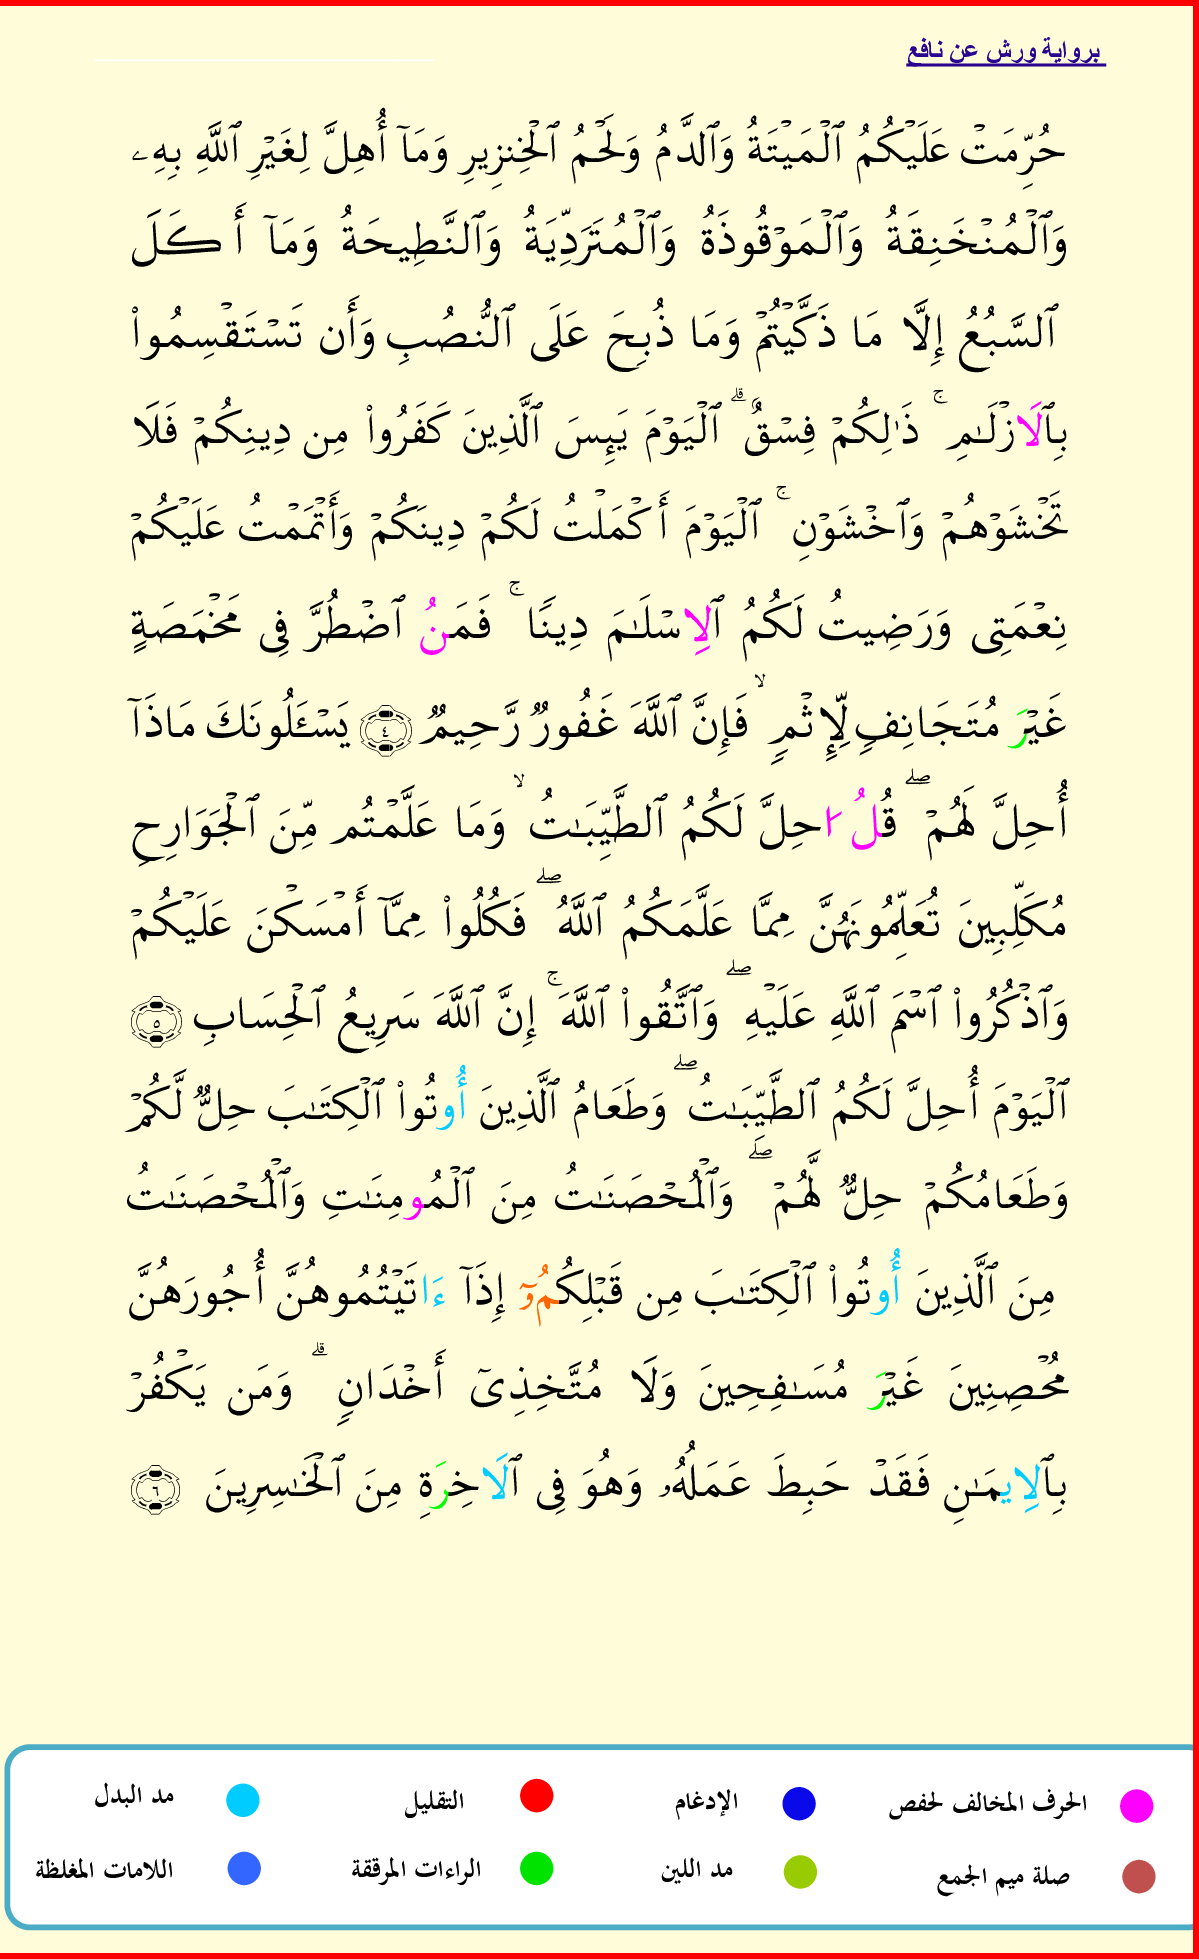 برواية ورش عن نافع
حُرِّمَتْ عَلَيْكُمُ ٱلْمَيْتَةُ وَٱلدَّمُ وَلَحْمُ ٱلْخِنزِيرِ وَمَآ أُهِلَّ لِغَيْرِ ٱللَّهِ بِهِۦ
وَٱلْمُنْخَنِقَةُ وَٱلْمَوْقُوذَةُ وَٱلْمُتَرَدِّيَةُ وَٱلنَّطِيحَةُ وَمَآ أَكَلَ
ٱلسَّبُعُ إِلَّا مَا ذَكَّيْتُمْ وَمَا ذُبِحَ عَلَى ٱلنُّصُبِ وَأَن تَسْتَقْسِمُواْ
بِٱلَازْلَٰمِ ۚ ذَٰلِكُمْ فِسْقٌ ۗ ٱلْيَوْمَ يَئِسَ ٱلَّذِينَ كَفَرُواْ مِن دِينِكُمْ فَلَا
تَخْشَوْهُمْ وَٱخْشَوْنِ ۚ ٱلْيَوْمَ أَكْمَلْتُ لَكُمْ دِينَكُمْ وَأَتْمَمْتُ عَلَيْكُمْ
نِعْمَتِى وَرَضِيتُ لَكُمُ ٱلِاسْلَٰمَ دِينًا ۚ فَمَنُ ٱضْطُرَّ فِى مَخْمَصَةٍ
غَيْرَ مُتَجَانِفٍ لِّإِثْمٍ ۙ فَإِنَّ ٱللَّهَ غَفُورٌ رَّحِيمٌ ٤ يَسْـَٔلُونَكَ مَاذَآ
أُحِلَّ لَهُمْ ۖ قُلُ ا۟حِلَّ لَكُمُ ٱلطَّيِّبَٰتُ ۙ وَمَا عَلَّمْتُم مِّنَ ٱلْجَوَارِحِ
مُكَلِّبِينَ تُعَلِّمُونَهُنَّ مِمَّا عَلَّمَكُمُ ٱللَّهُ ۖ فَكُلُواْ مِمَّآ أَمْسَكْنَ عَلَيْكُمْ
وَٱذْكُرُواْ ٱسْمَ ٱللَّهِ عَلَيْهِ ۖ وَٱتَّقُواْ ٱللَّهَ ۚ إِنَّ ٱللَّهَ سَرِيعُ ٱلْحِسَابِ ٥
ٱلْيَوْمَ أُحِلَّ لَكُمُ ٱلطَّيِّبَٰتُ ۖ وَطَعَامُ ٱلَّذِينَ أُوتُواْ ٱلْكِتَٰبَ حِلٌّ لَّكُمْ
وَطَعَامُكُمْ حِلٌّ لَّهُمْ ۖ وَٱلْمُحْصَنَٰتُ مِنَ ٱلْمُومِنَٰتِ وَٱلْمُحْصَنَٰتُ
مِنَ ٱلَّذِينَ أُوتُواْ ٱلْكِتَٰبَ مِن قَبْلِكُمُۥٓ إِذَآ ءَاتَيْتُمُوهُنَّ أُجُورَهُنَّ
مُحْصِنِينَ غَيْرَ مُسَٰفِحِينَ وَلَا مُتَّخِذِىٓ أَخْدَانٍ ۗ وَمَن يَكْفُرْ
بِٱلِايمَٰنِ فَقَدْ حَبِطَ عَمَلُهُۥ وَهُوَ فِى ٱلَاخِرَةِ مِنَ ٱلْخَٰسِرِينَ ٦
الحرف المخالف لحفص الإدغام التقليل مد البدل
صلة ميم الجمع مد اللين الراءات المرققة اللامات المغلظة